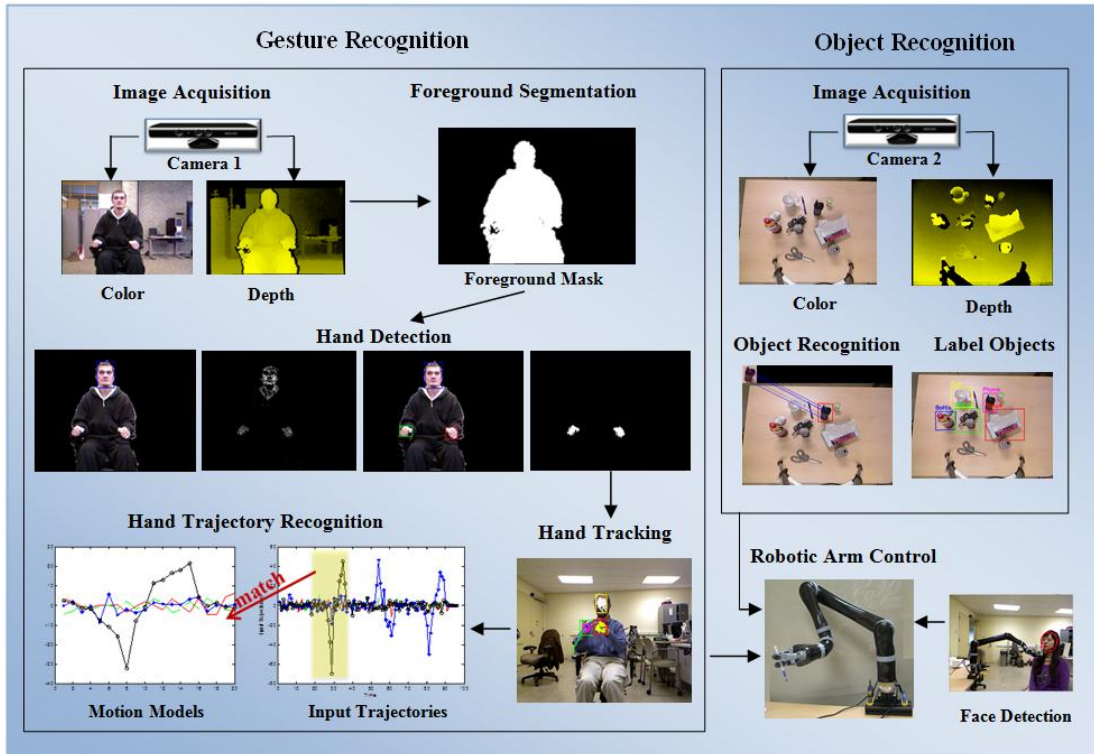 Gesture Recognition
Object Recognition
Image Acquisition
Foreground Segmentation
Camera 1
Color
Depth
Foreground Mask
Hand Detection
Hand Trajectory Recognition
Hand Tracking
match
Motion Models
Input Trajectories
Image Acquisition
Camera 2
Color
Depth
Object Recognition
Label Objects
Phone
Bottle
Robotic Arm Control
Face Detection